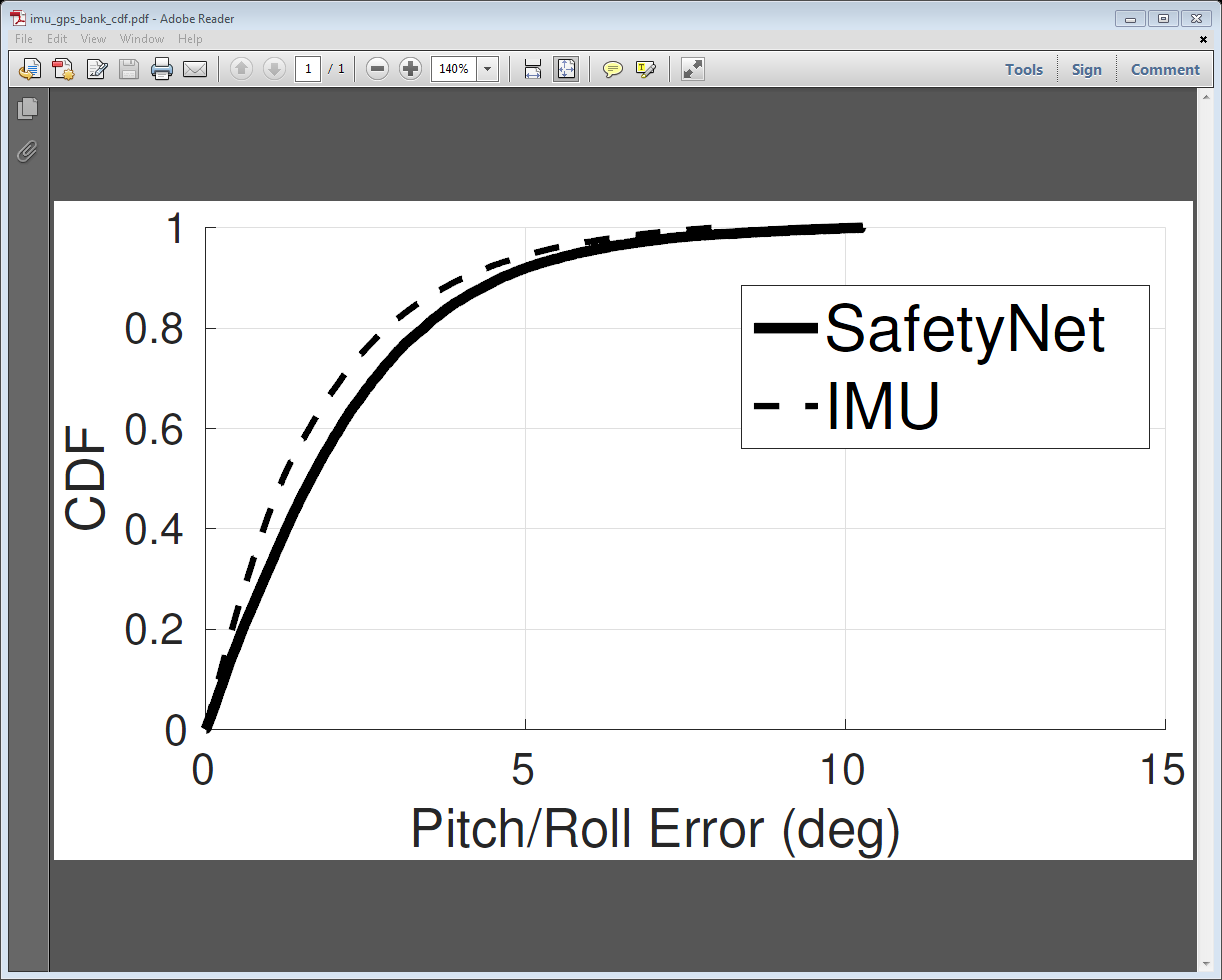 imu_gps_bank_cdf.pdf - Adobe Reader
File Edit View Window Help
1 / 1 140% Tools Sign Comment
1
0.8
0.6
0.4
0.2
0
CDF
SafetyNet
IMU
0 5 10 15
Pitch/Roll Error (deg)